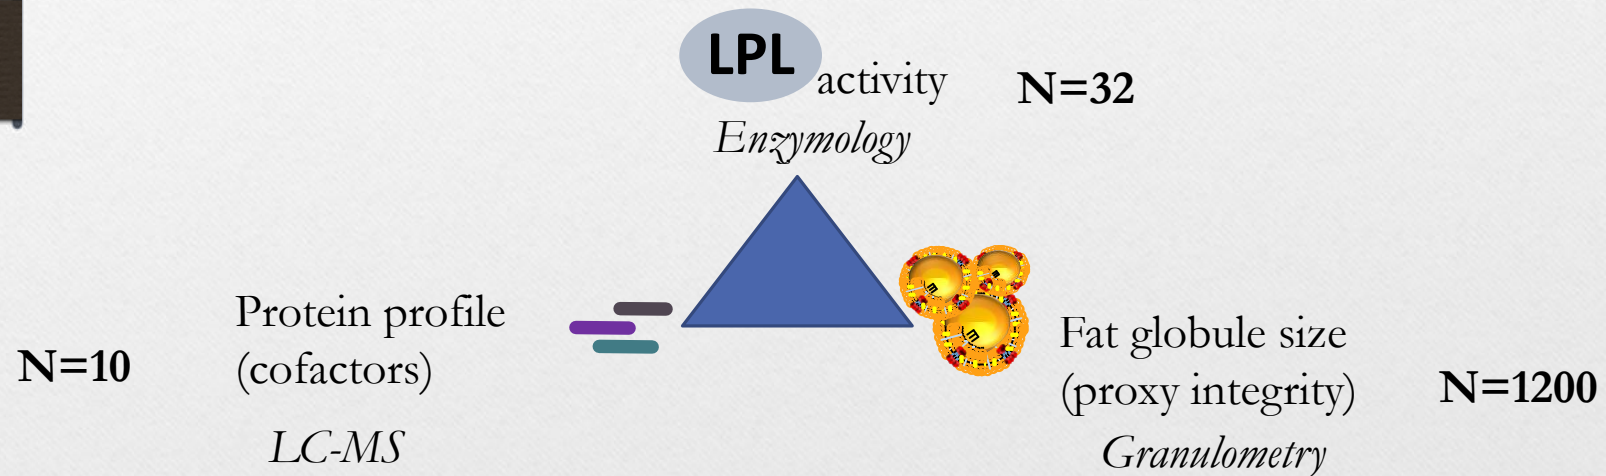 LPL activity N=32
Enzymology
Protein profile
(cofactors)
N=10
LC-MS
Fat globule size
(proxy integrity)
N=1200
Granulometry